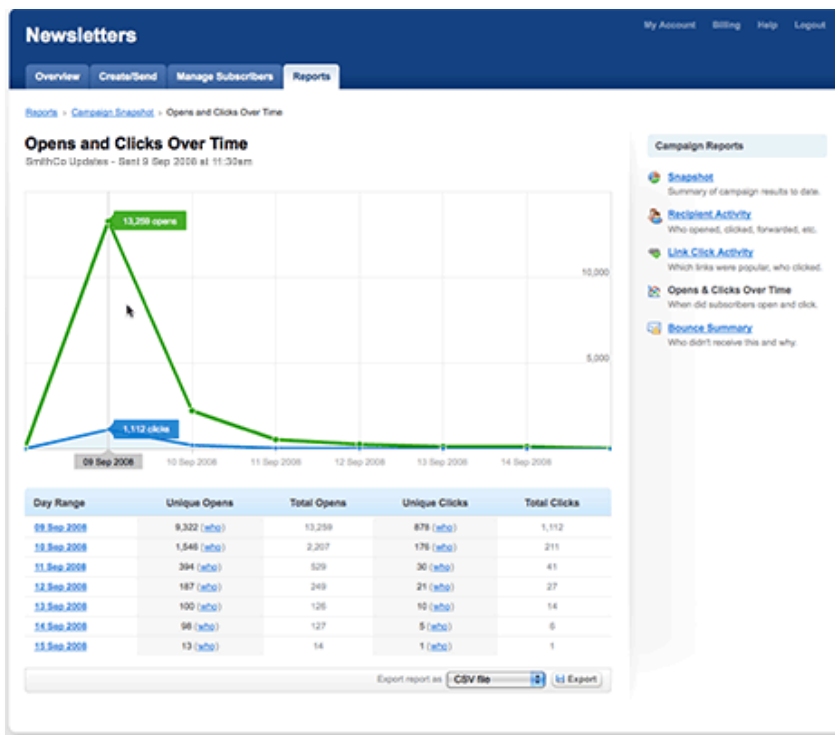 My Account Billing Help Logout
Newsletters
Overview Create/Send Manage Subscribers Reports
Reports > Campaign Snapshot > Opens and Clicks Over Time
Opens and Clicks Over Time
SmithCo Updates - Sent 9 Sep 2008 at 11:30am
13,259 opens
10,000
5,000
1,112 clicks
09 Sep 2008 10 Sep 2008 11 Sep 2008 12 Sep 2008 13 Sep 2008 14 Sep 2008
Day Range Unique Opens Total Opens Unique Clicks Total Clicks
09 Sep 2008 9,322 (who) 13,259 878 (who) 1,112
10 Sep 2008 1,546 (who) 2,207 176 (who) 211
11 Sep 2008 394 (who) 529 30 (who) 41
12 Sep 2008 187 (who) 249 21 (who) 27
13 Sep 2008 100 (who) 126 10 (who) 14
14 Sep 2008 98 (who) 127 5 (who) 6
15 Sep 2008 13 (who) 14 1 (who) 1
Export report as CSV file Export
Campaign Reports
Snapshot
Summary of campaign results to date.
Recipient Activity
Who opened, clicked, forwarded, etc.
Link Click Activity
Which links were popular, who clicked.
Opens & Clicks Over Time
When did subscribers open and click.
Bounce Summary
Who didn't receive this and why.